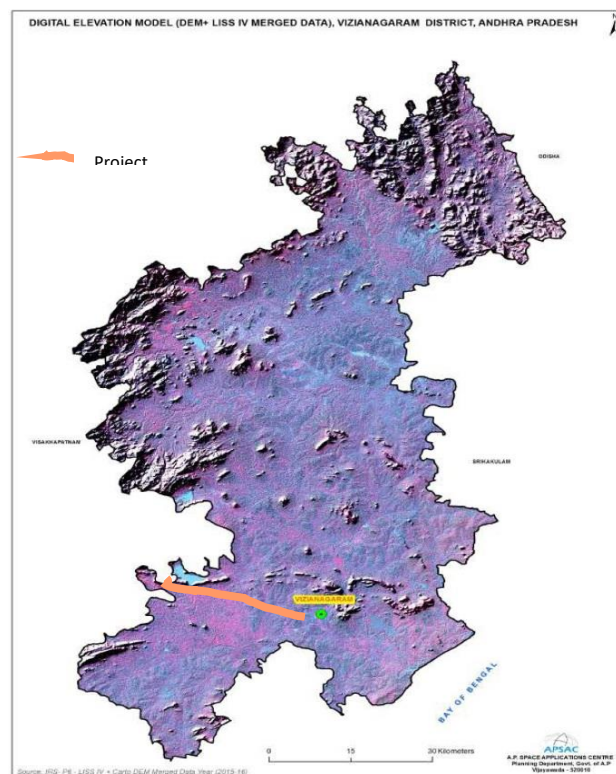 DIGITAL ELEVATION MODEL (DEM+ LISS IV MERGED DATA), VIZIANAGARAM DISTRICT, ANDHRA PRADESH
N
Project
ODISHA
VISAKHAPATNAM
SRIKAKULAM
VIZIANAGARAM
BAY OF BENGAL
0 15 30 Kilometers
APSAC
A.P. SPACE APPLICATIONS CENTRE
Planning Department, Govt. of A.P
Vijayawada - 520010
Source: IRS- P6 - LISS IV + Carto DEM Merged Data Year (2015-16)